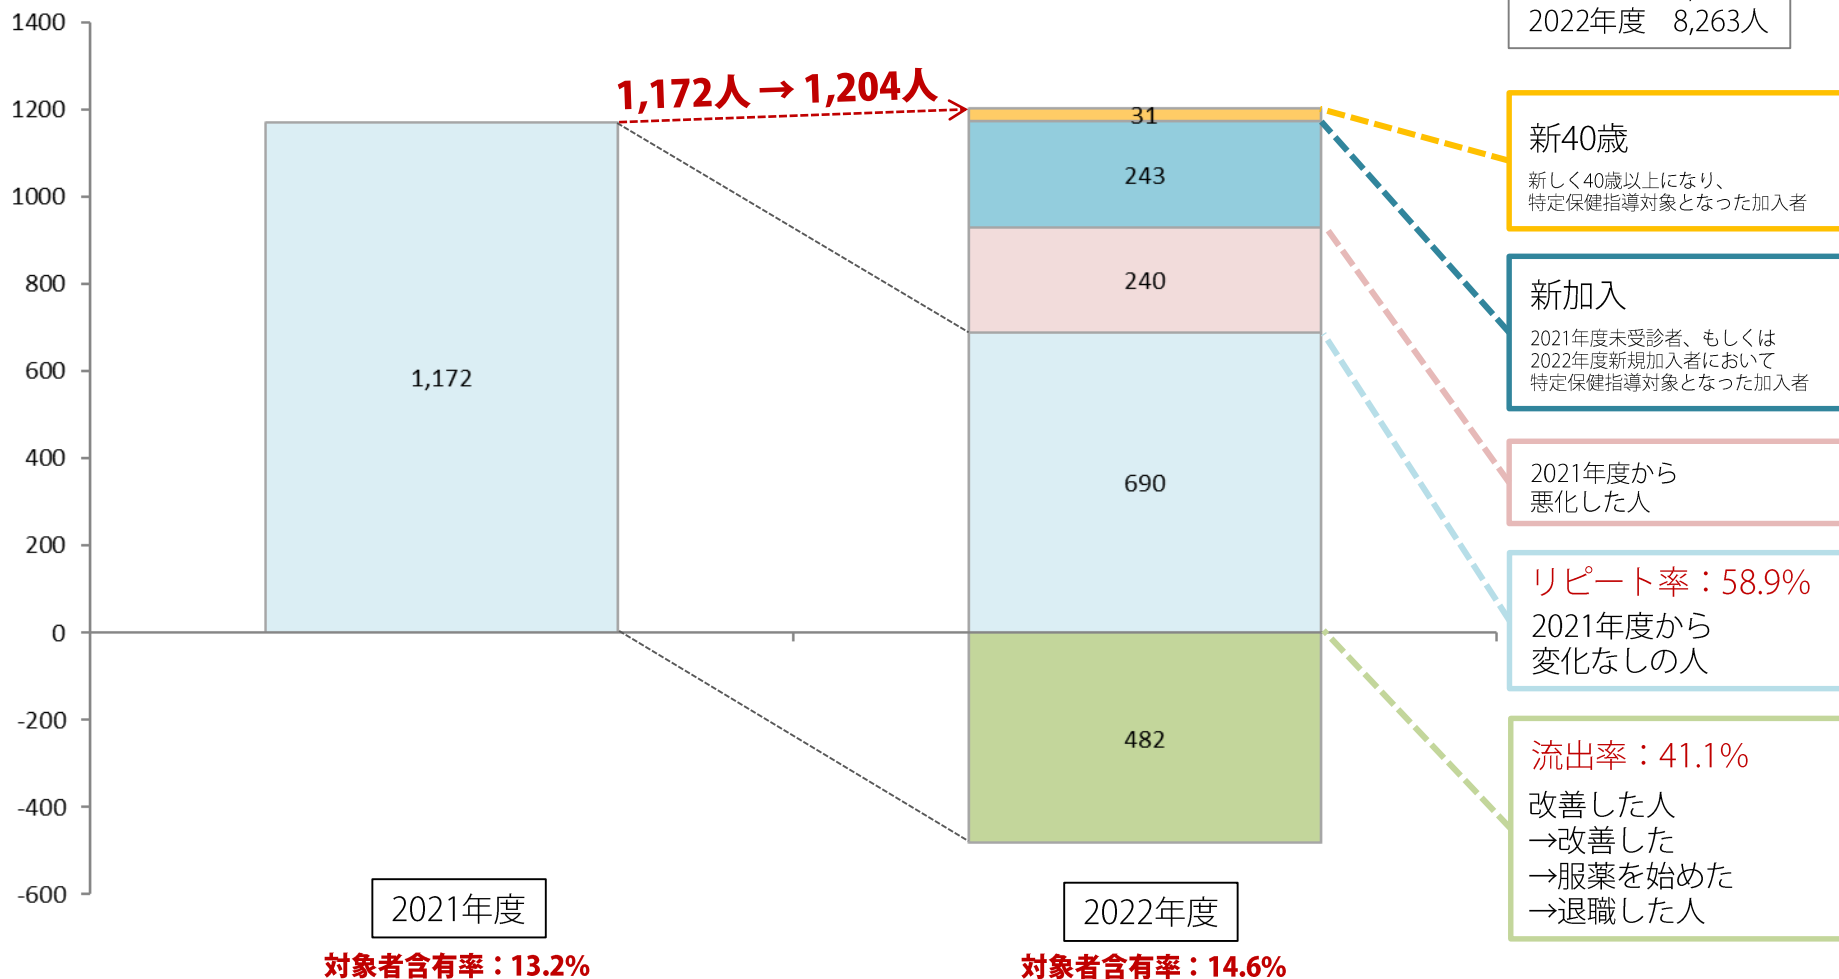 2022年度　8,263人
1400
1200
1000
800
600
400
200
0
-200
-400
-600
1,172人 → 1,204人
1,172
31
243
240
690
482
新40歳
新しく40歳以上になり、
特定保健指導対象となった加入者
新加入
2021年度未受診者、もしくは
2022年度新規加入者において
特定保健指導対象となった加入者
2021年度から
悪化した人
リピート率：58.9%
2021年度から
変化なしの人
流出率：41.1%
改善した人
→改善した
→服薬を始めた
→退職した人
2021年度
対象者含有率：13.2%
2022年度
対象者含有率：14.6%